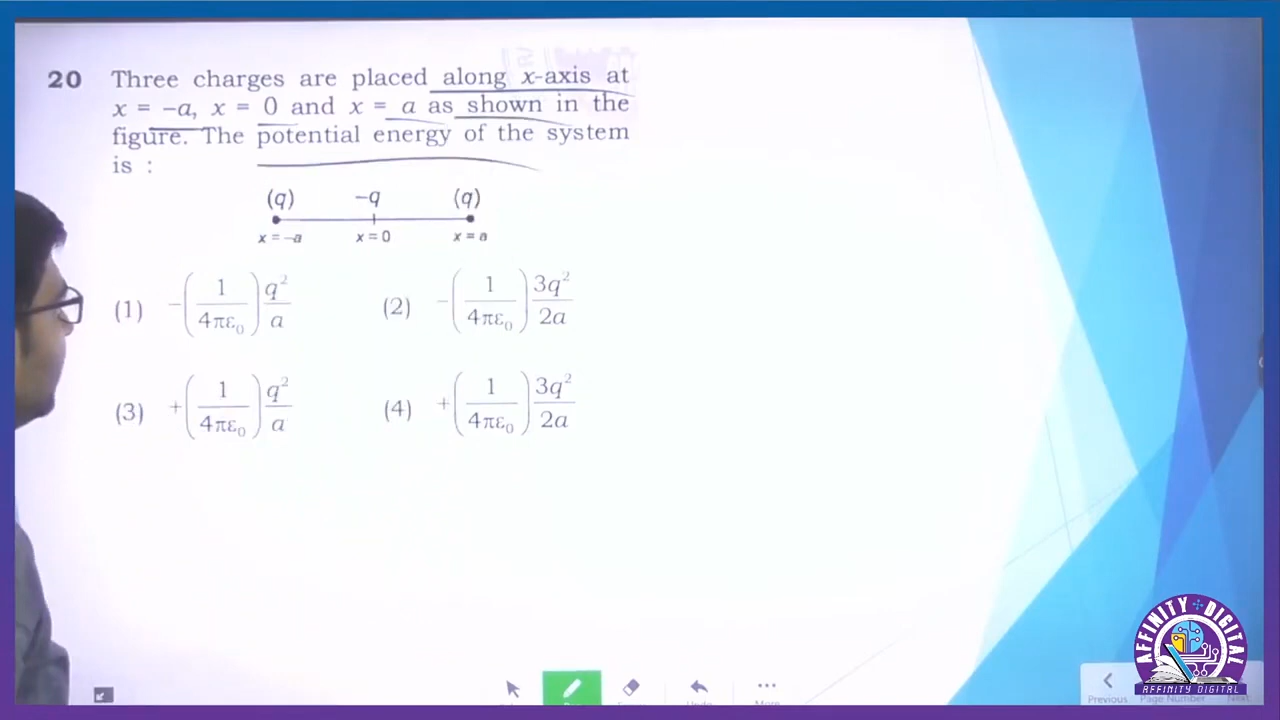 20 Three charges are placed along x-axis at
x = −a, x = 0 and x = a as shown in the
figure. The potential energy of the system
is :
(q) −q (q)
x = −a x = 0 x = a
(1) −(1/4πε₀) q²/a (2) −(1/4πε₀) 3q²/2a
(3) +(1/4πε₀) q²/a (4) +(1/4πε₀) 3q²/2a
Undo More
Previous Page Number Next
AFFINITY DIGITAL
AFFINITY DIGITAL